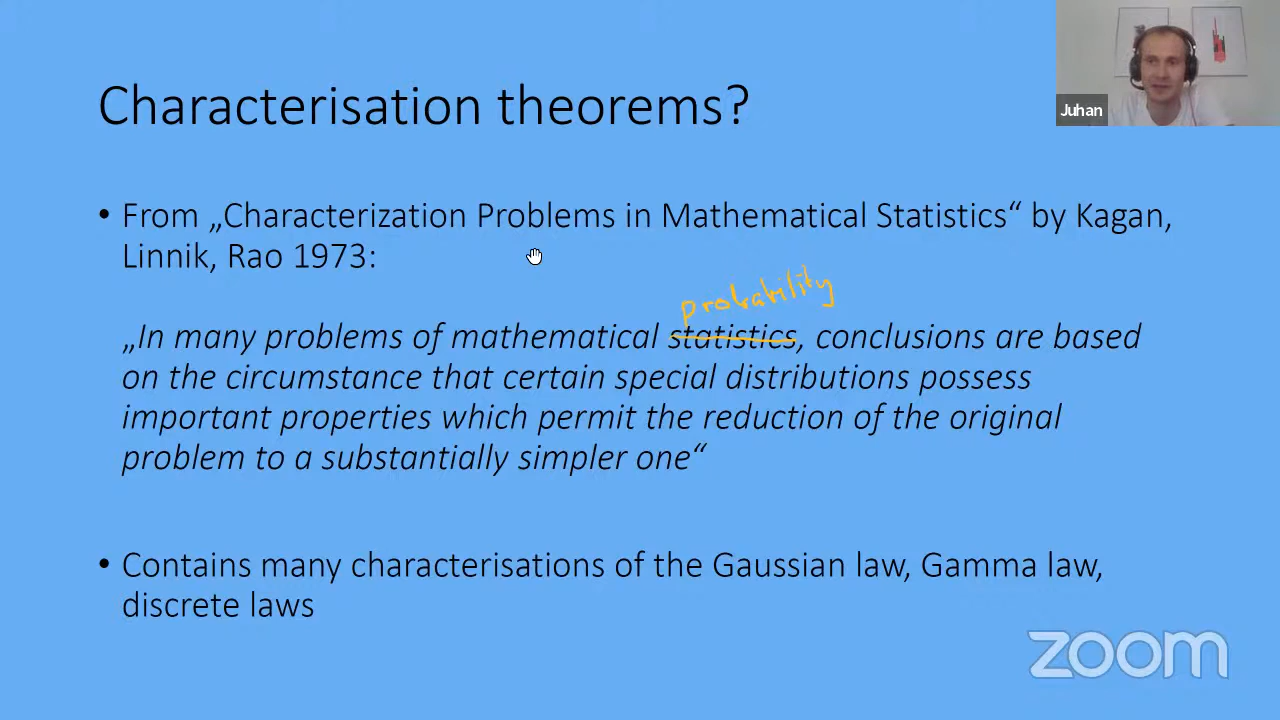 Characterisation theorems?
Juhan
• From „Characterization Problems in Mathematical Statistics“ by Kagan,
Linnik, Rao 1973:
probability
„In many problems of mathematical statistics, conclusions are based
on the circumstance that certain special distributions possess
important properties which permit the reduction of the original
problem to a substantially simpler one“
• Contains many characterisations of the Gaussian law, Gamma law,
discrete laws
zoom